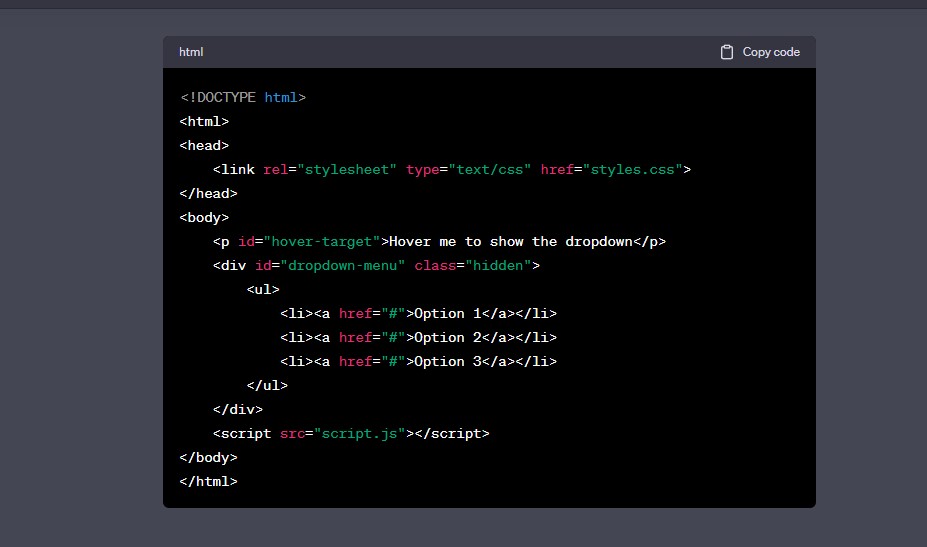 html Copy code
<!DOCTYPE html>
<html>
<head>
    <link rel="stylesheet" type="text/css" href="styles.css">
</head>
<body>
    <p id="hover-target">Hover me to show the dropdown</p>
    <div id="dropdown-menu" class="hidden">
        <ul>
            <li><a href="#">Option 1</a></li>
            <li><a href="#">Option 2</a></li>
            <li><a href="#">Option 3</a></li>
        </ul>
    </div>
    <script src="script.js"></script>
</body>
</html>